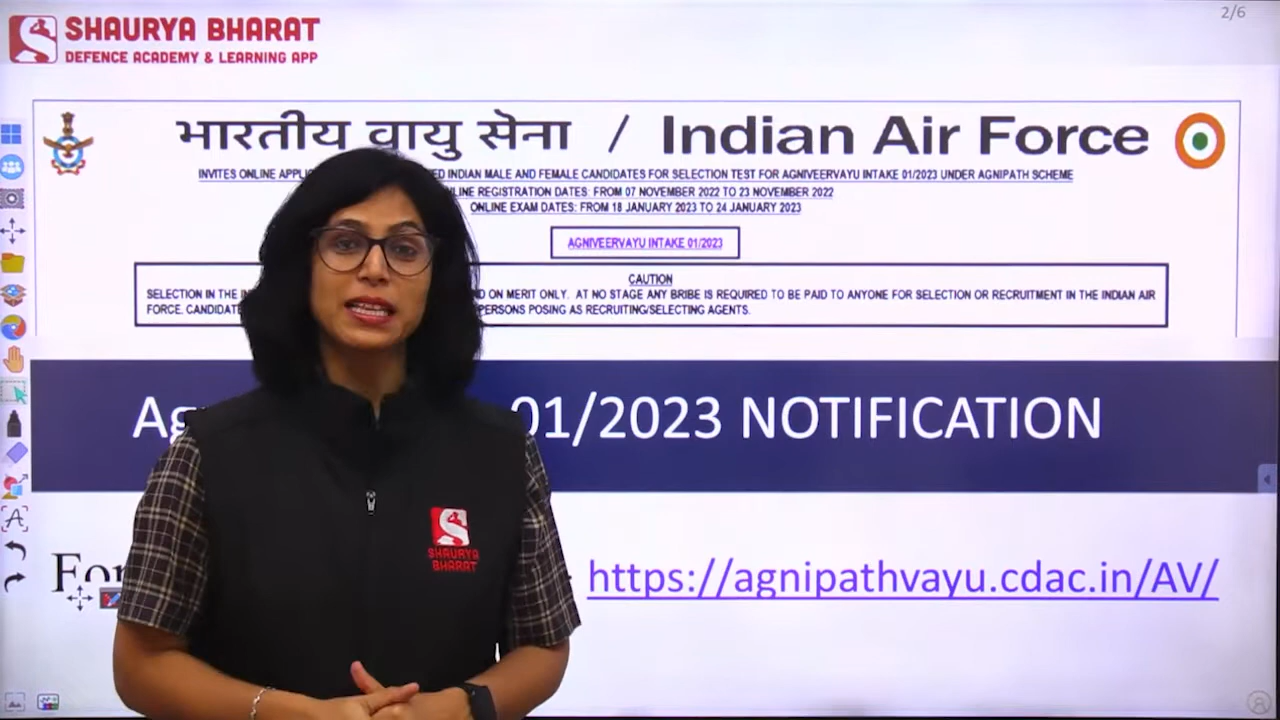 2/6
SHAURYA BHARAT
DEFENCE ACADEMY & LEARNING APP
भारतीय वायु सेना / Indian Air Force
INVITES ONLINE INDIAN MALE AND FEMALE CANDIDATES FOR SELECTION TEST FOR AGNIVEERVAYU INTAKE 01/2023 UNDER AGNIPATH SCHEME
REGISTRATION DATES: FROM 07 NOVEMBER 2022 TO 23 NOVEMBER 2022
ONLINE EXAM DATES: FROM 18 JANUARY 2023 TO 24 JANUARY 2023
AGNIVEERVAYU INTAKE 01/2023
CAUTION
SELECTION IN THE ON MERIT ONLY. AT NO STAGE ANY BRIBE IS REQUIRED TO BE PAID TO ANYONE FOR SELECTION OR RECRUITMENT IN THE INDIAN AIR
FORCE. PERSONS POSING AS RECRUITING/SELECTING AGENTS.
01/2023 NOTIFICATION
https://agnipathvayu.cdac.in/AV/
SHAURYA
BHARAT